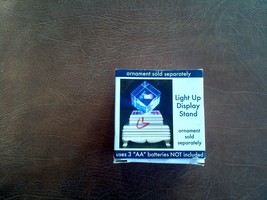 ornament sold separately
Light Up
Display
Stand
ornament
sold
separately
uses 3 "AA" batteries NOT included